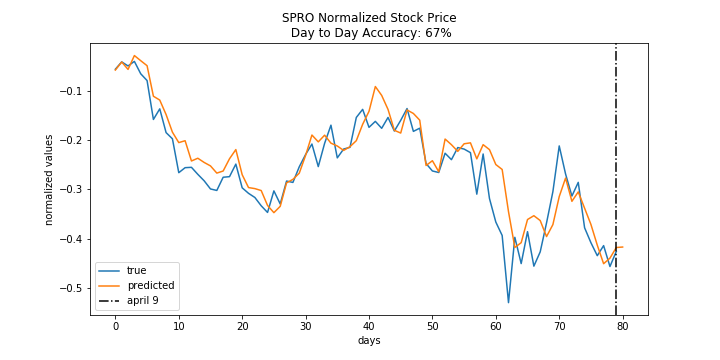 SPRO Normalized Stock Price
Day to Day Accuracy: 67%
normalized values
−0.1
−0.2
−0.3
−0.4
−0.5
true
predicted
april 9
0 10 20 30 40 50 60 70 80
days